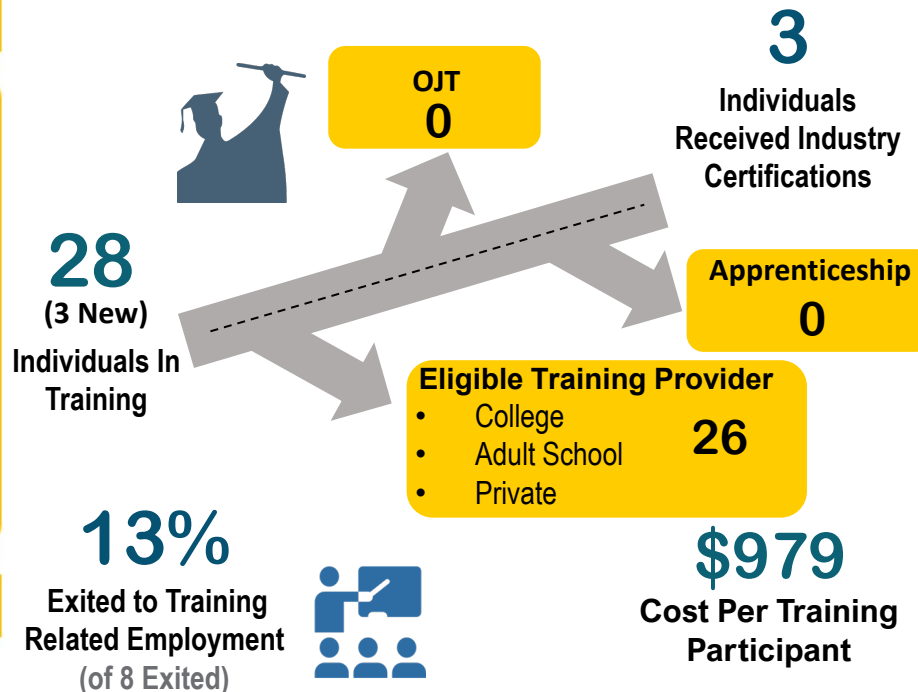 28
(3 New)
Individuals In
Training
OJT
0
3
Individuals
Received Industry
Certifications
Apprenticeship
0
Eligible Training Provider
• College
• Adult School
• Private
26
13%
Exited to Training
Related Employment
(of 8 Exited)
$979
Cost Per Training
Participant